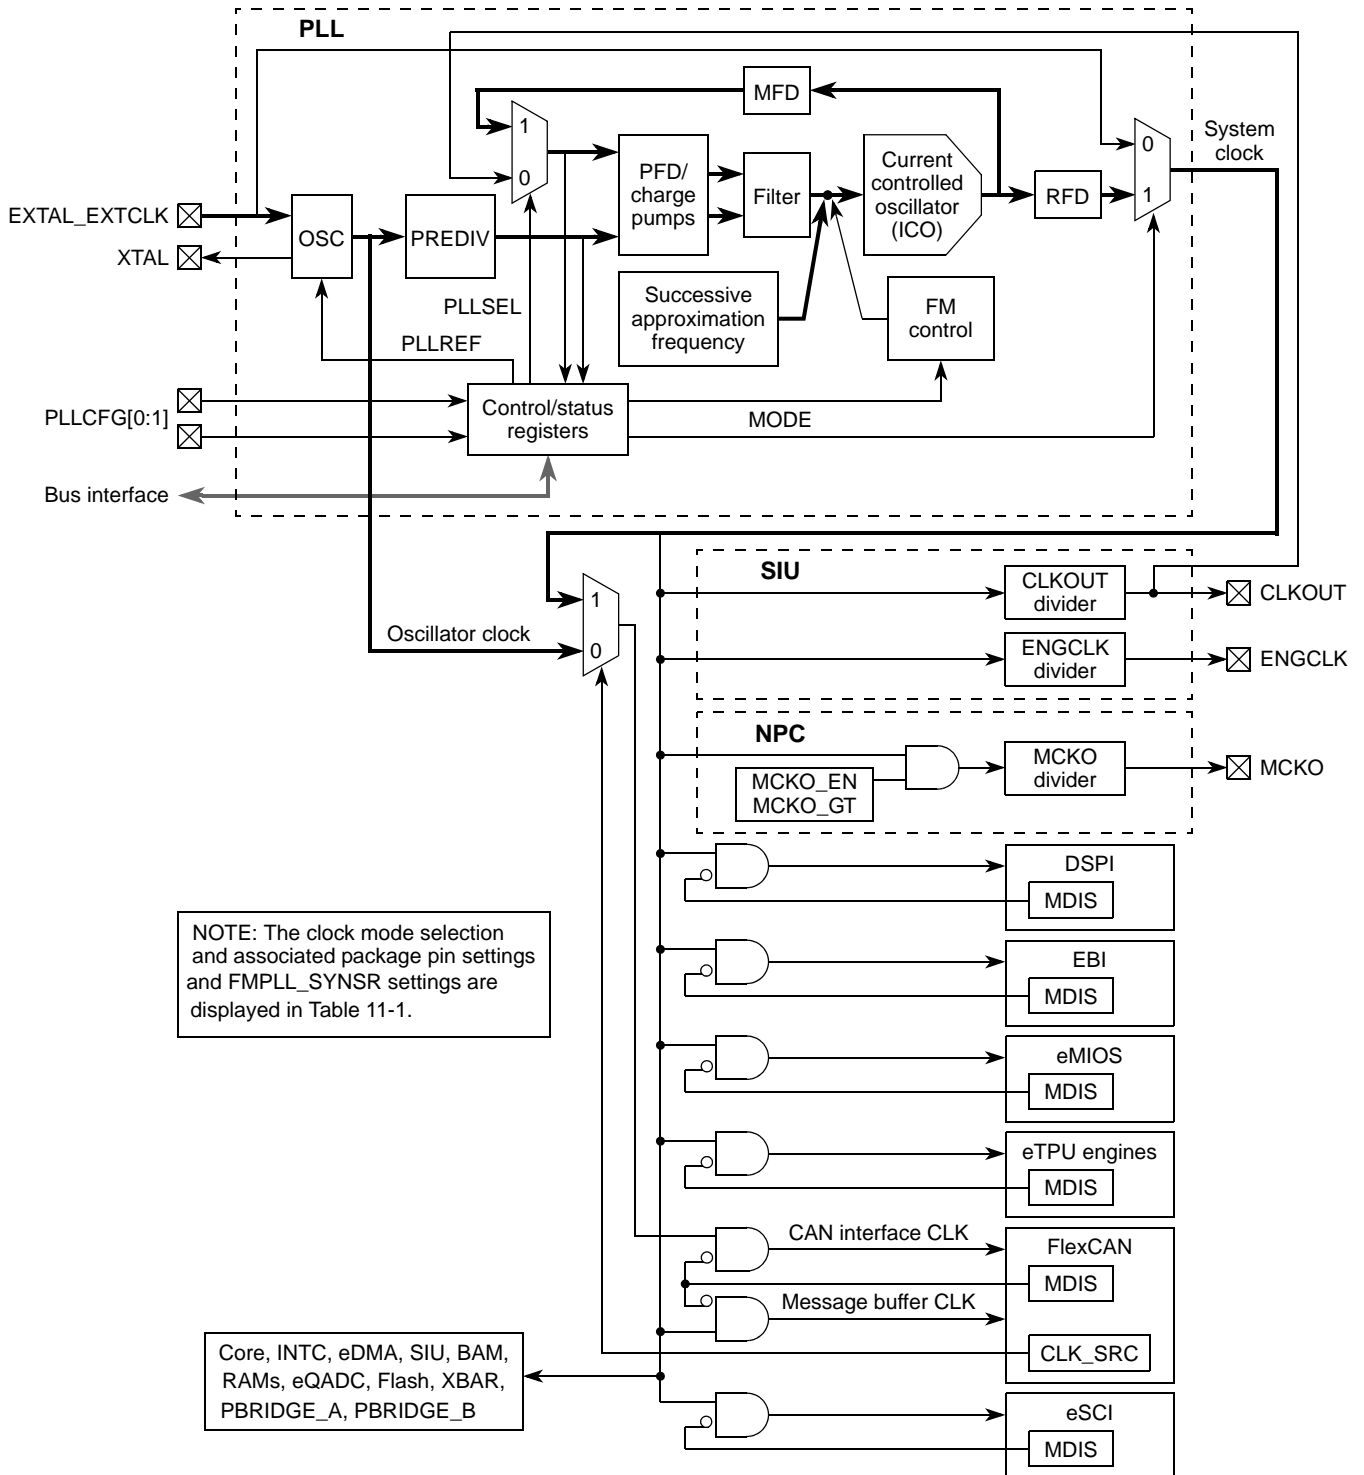 PLL
MFD
1
0
System
clock
0
1
PFD/
charge
pumps
Filter
Current
controlled
oscillator
(ICO)
RFD
EXTAL_EXTCLK
OSC
PREDIV
XTAL
PLLSEL
PLLREF
Successive
approximation
frequency
FM
control
PLLCFG[0:1]
Control/status
registers
MODE
Bus interface
SIU
CLKOUT
divider
CLKOUT
1
0
Oscillator clock
ENGCLK
divider
ENGCLK
NPC
MCKO_EN
MCKO_GT
MCKO
divider
MCKO
DSPI
MDIS
NOTE: The clock mode selection
and associated package pin settings
and FMPLL_SYNSR settings are
displayed in Table 11-1.
EBI
MDIS
eMIOS
MDIS
eTPU engines
MDIS
CAN interface CLK
FlexCAN
MDIS
Message buffer CLK
CLK_SRC
Core, INTC, eDMA, SIU, BAM,
RAMs, eQADC, Flash, XBAR,
PBRIDGE_A, PBRIDGE_B
eSCI
MDIS